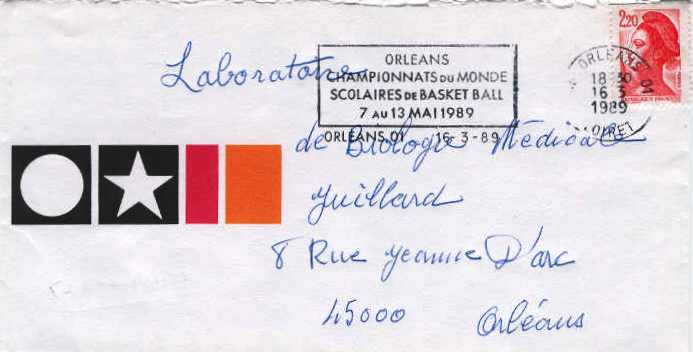 ORLEANS
CHAMPIONNATS DU MONDE
SCOLAIRES DE BASKET BALL
7 AU 13 MAI 1989
ORLEANS 01 16-3-89
ORLEANS 01
18 30
16 3
1989
LOIRET
2,20
Laboratoire
de Biologie Médicale
Guillard
8 Rue Jeanne D'arc
45000 Orléans